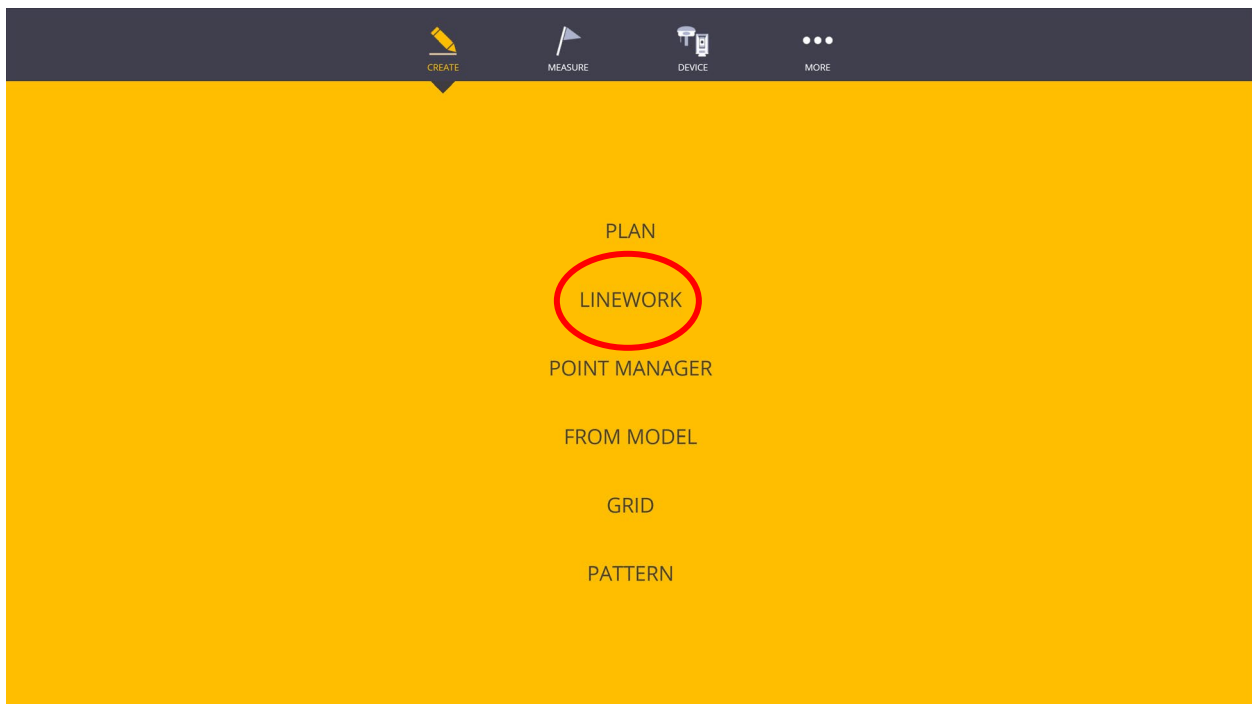 CREATE
MEASURE
DEVICE
MORE
PLAN
LINEWORK
POINT MANAGER
FROM MODEL
GRID
PATTERN